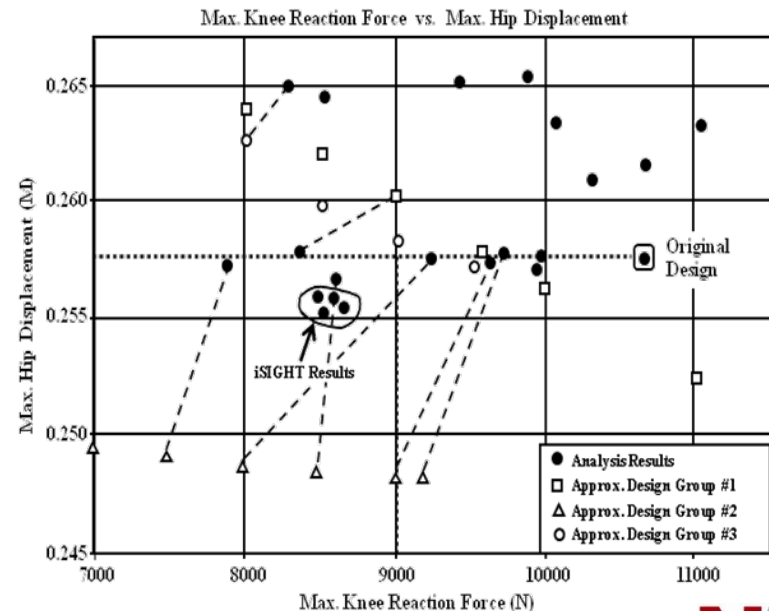 Max. Knee Reaction Force vs. Max. Hip Displacement
Max. Hip Displacement (M)
0.265
0.260
0.255
0.250
0.245
Original
Design
iSIGHT Results
Analysis Results
Approx. Design Group #1
Approx. Design Group #2
Approx. Design Group #3
7000
8000
9000
10000
11000
Max. Knee Reaction Force (N)